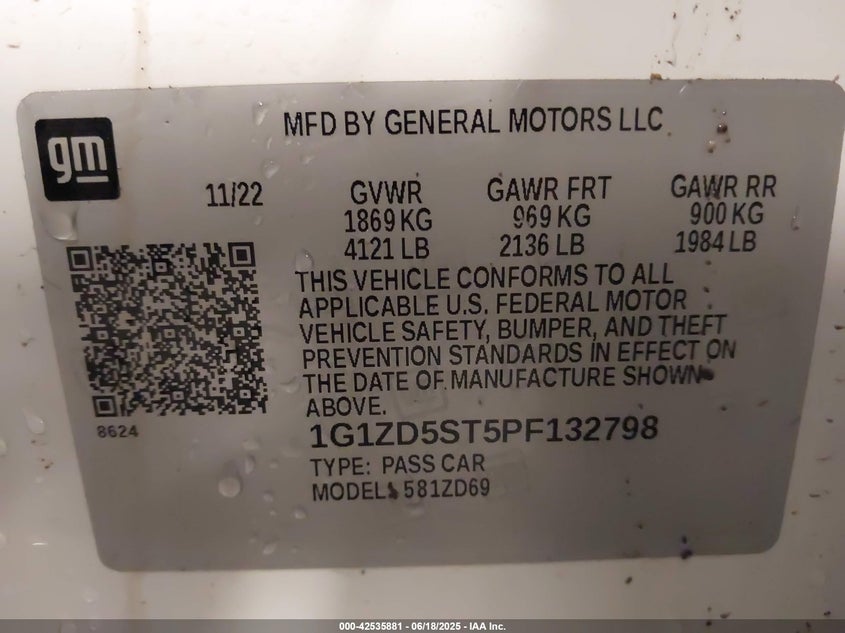 MFD BY GENERAL MOTORS LLC
gm
11/22 GVWR GAWR FRT GAWR RR
1869 KG 969 KG 900 KG
4121 LB 2136 LB 1984 LB
THIS VEHICLE CONFORMS TO ALL
APPLICABLE U.S. FEDERAL MOTOR
VEHICLE SAFETY, BUMPER, AND THEFT
PREVENTION STANDARDS IN EFFECT ON
THE DATE OF MANUFACTURE SHOWN
ABOVE.
8624
1G1ZD5ST5PF132798
TYPE: PASS CAR
MODEL: 581ZD69
000-42535881 - 06/18/2025 - IAA Inc.